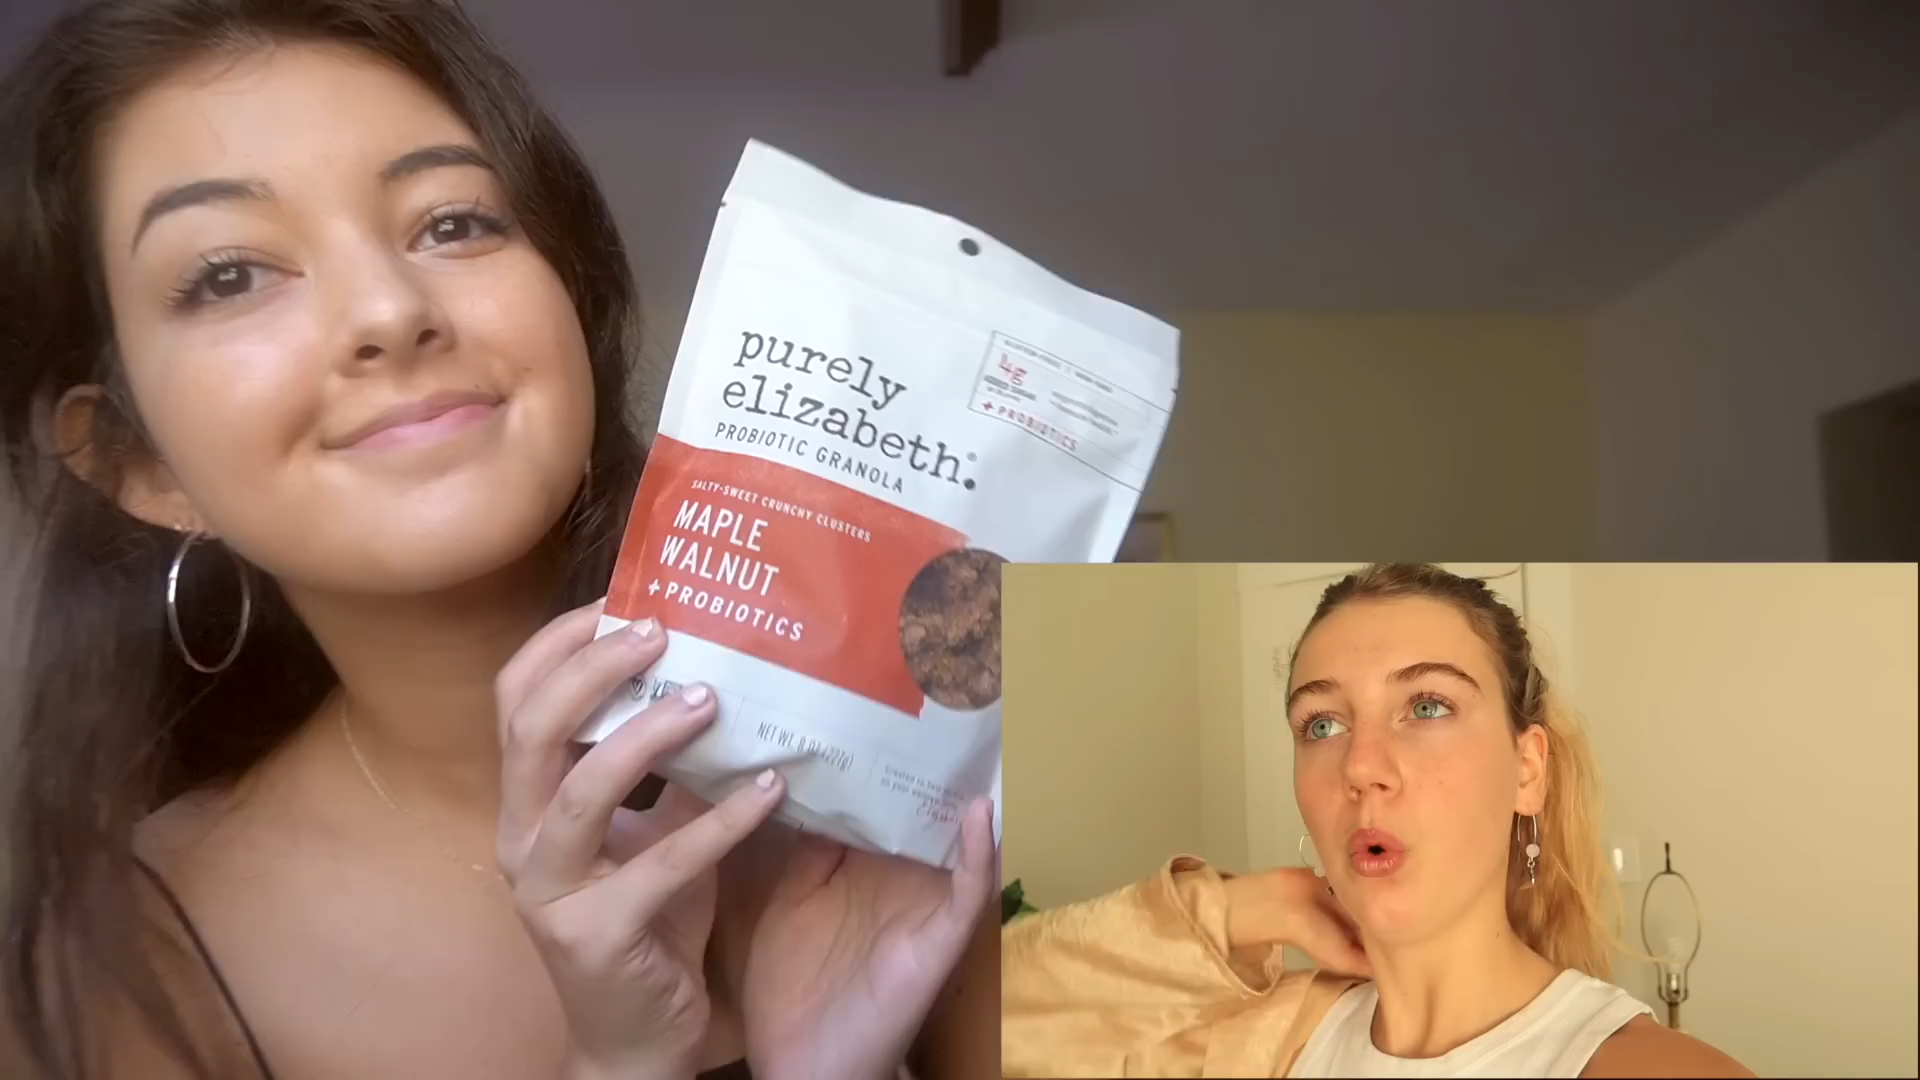 purely
elizabeth.®
PROBIOTIC GRANOLA
4g
+ PROBIOTICS
SALTY-SWEET CRUNCHY CLUSTERS
MAPLE
WALNUT
+ PROBIOTICS
NET WT. 8 OZ (227g)